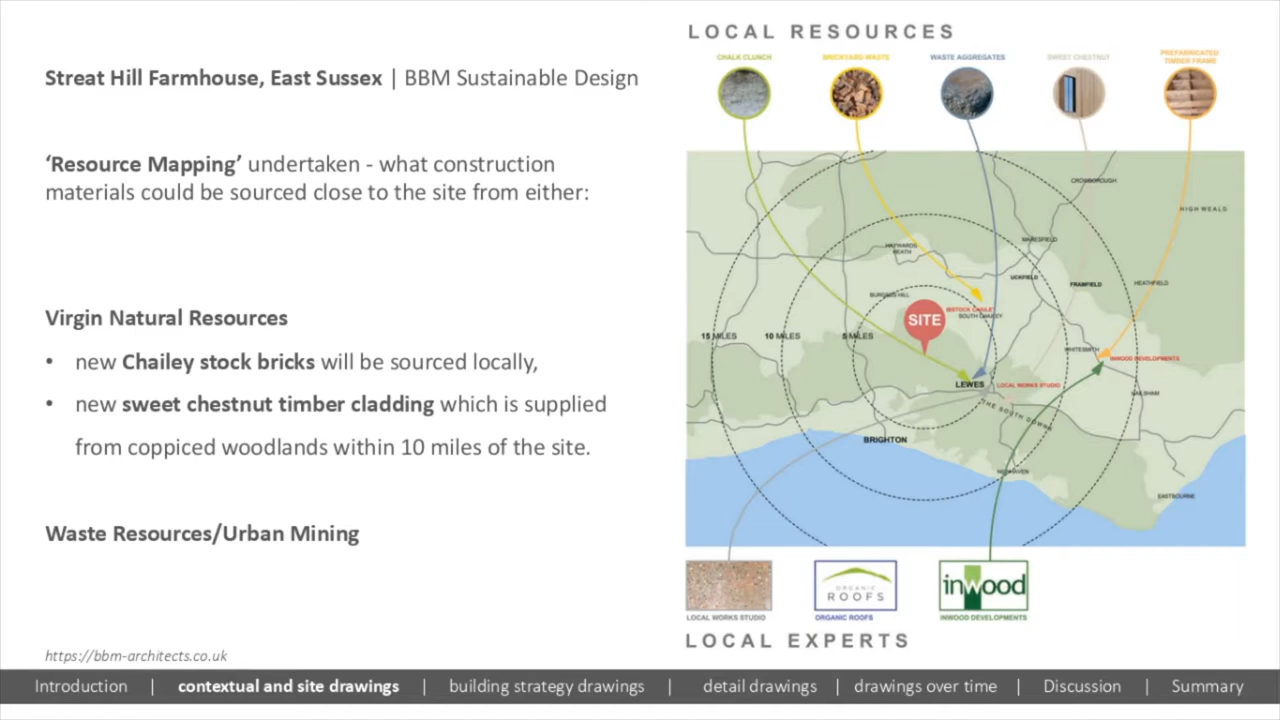 LOCAL RESOURCES
Streat Hill Farmhouse, East Sussex | BBM Sustainable Design
‘Resource Mapping’ undertaken - what construction
materials could be sourced close to the site from either:
Virgin Natural Resources
• new Chailey stock bricks will be sourced locally,
• new sweet chestnut timber cladding which is supplied
from coppiced woodlands within 10 miles of the site.
Waste Resources/Urban Mining
https://bbm-architects.co.uk
CHALK CLUNCH
BRICKYARD WASTE
WASTE AGGREGATES
SWEET CHESTNUT
PREFABRICATED
TIMBER FRAME
CROWBOROUGH
HIGH WEALD
HAYWARDS
HEATH
MARESFIELD
UCKFIELD
FRAMFIELD
HEATHFIELD
BURGESS HILL
IBSTOCK CHAILEY
SOUTH CHAILEY
SITE
15 MILES
10 MILES
5 MILES
WHITESMITH
INWOOD DEVELOPMENTS
LEWES
LOCAL WORKS STUDIO
HAILSHAM
THE SOUTH DOWNS
BRIGHTON
NEWHAVEN
EASTBOURNE
ORGANIC
ROOFS
inwood
LOCAL WORKS STUDIO
ORGANIC ROOFS
INWOOD DEVELOPMENTS
LOCAL EXPERTS
Introduction | contextual and site drawings | building strategy drawings | detail drawings | drawings over time | Discussion | Summary